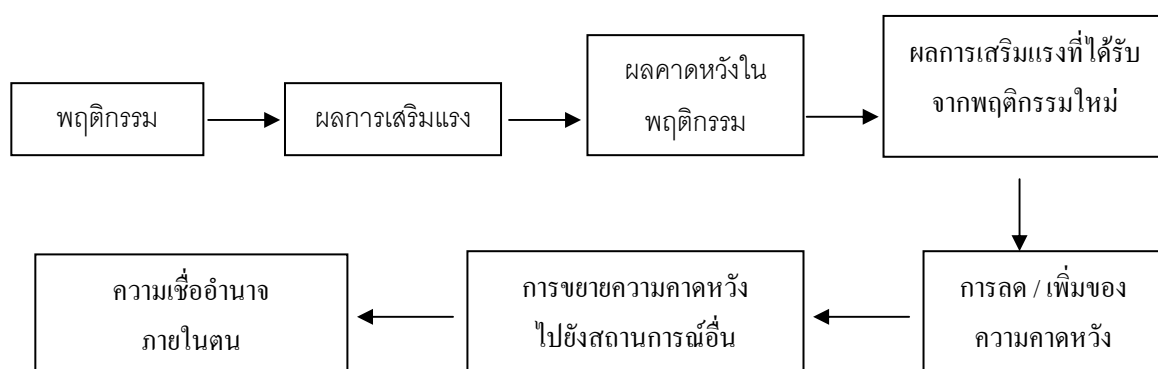 พฤติกรรม
ผลการเสริมแรง
ผลคาดหวังใน
พฤติกรรม
ผลการเสริมแรงที่ได้รับ
จากพฤติกรรมใหม่
การลด / เพิ่มของ
ความคาดหวัง
การขยายความคาดหวัง
ไปยังสถานการณ์อื่น
ความเชื่ออำนาจ
ภายในตน